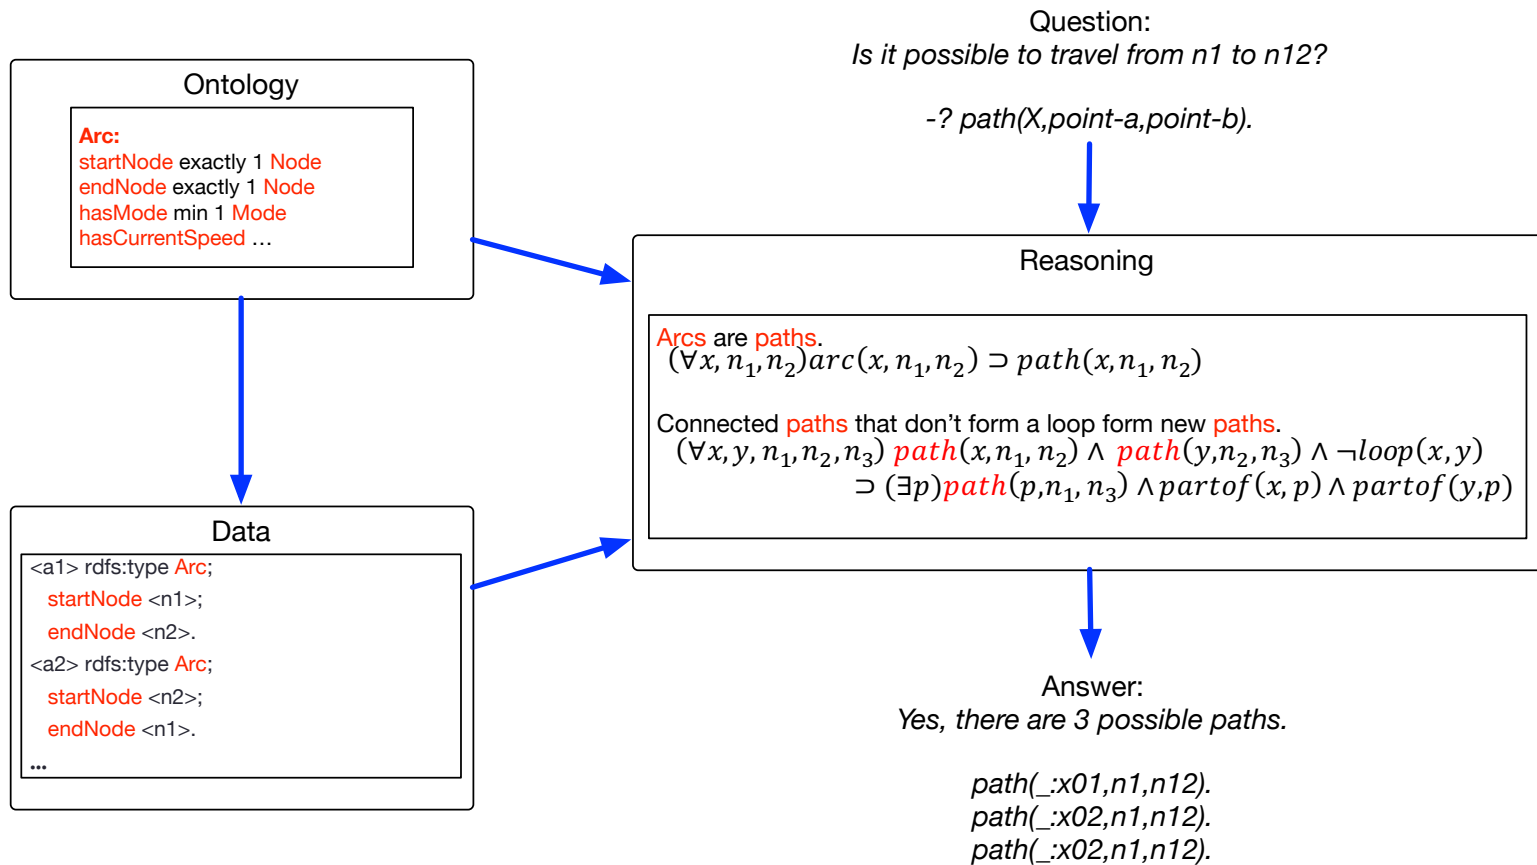 Question:
Is it possible to travel from n1 to n12?
-? path(X,point-a,point-b).
Ontology
Arc:
startNode exactly 1 Node
endNode exactly 1 Node
hasMode min 1 Mode
hasCurrentSpeed …
Reasoning
Arcs are paths.
(∀x, n₁, n₂)arc(x, n₁, n₂) ⊃ path(x, n₁, n₂)
Connected paths that don’t form a loop form new paths.
(∀x, y, n₁, n₂, n₃) path(x, n₁, n₂) ∧ path(y, n₂, n₃) ∧ ¬loop(x, y)
⊃ (∃p)path(p, n₁, n₃) ∧ partof(x, p) ∧ partof(y, p)
Data
<a1> rdfs:type Arc;
startNode <n1>;
endNode <n2>.
<a2> rdfs:type Arc;
startNode <n2>;
endNode <n1>.
...
Answer:
Yes, there are 3 possible paths.
path(_:x01,n1,n12).
path(_:x02,n1,n12).
path(_:x02,n1,n12).